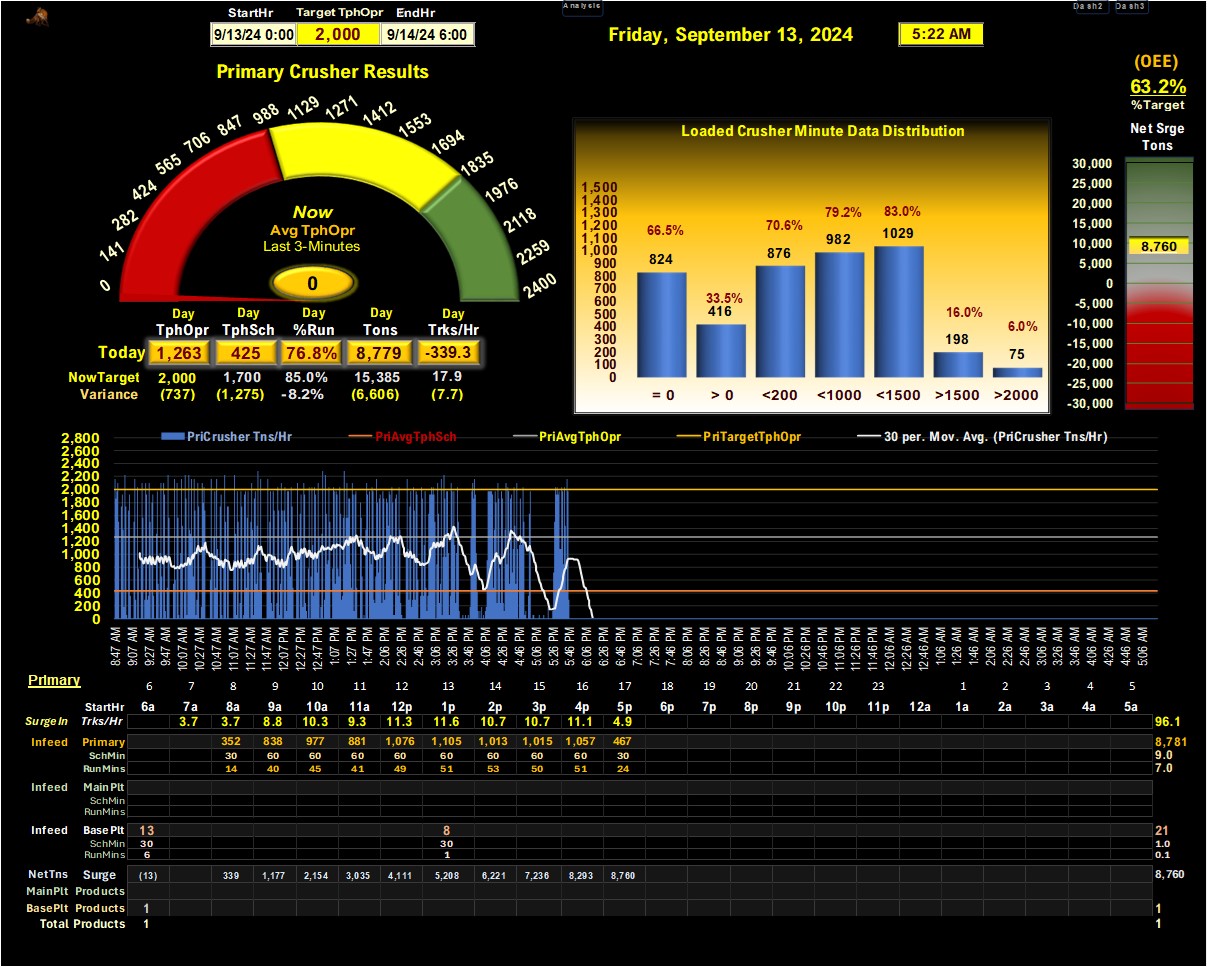 Analysis
Dash2 Dash3
StartHr Target TphOpr EndHr
9/13/24 0:00 2,000 9/14/24 6:00
Friday, September 13, 2024
5:22 AM
Primary Crusher Results
(OEE)
63.2%
%Target
Net Srge
Tons
0
141
282
424
565
706
847
988
1129
1271
1412
1553
1694
1835
1976
2118
2259
2400
Now
Avg TphOpr
Last 3-Minutes
0
Day Day Day Day Day
TphOpr TphSch %Run Tons Trks/Hr
Today 1,263 425 76.8% 8,779 -339.3
NowTarget 2,000 1,700 85.0% 15,385 17.9
Variance (737) (1,275) -8.2% (6,606) (7.7)
Loaded Crusher Minute Data Distribution
1,500
1,400
1,300
1,200
1,100
1,000
900
800
700
600
500
400
300
200
100
0
66.5% 33.5% 70.6% 79.2% 83.0% 16.0% 6.0%
824 416 876 982 1029 198 75
= 0 > 0 <200 <1000 <1500 >1500 >2000
30,000
25,000
20,000
15,000
10,000
5,000
0
-5,000
-10,000
-15,000
-20,000
-25,000
-30,000
8,760
PriCrusher Tns/Hr PriAvgTphSch PriAvgTphOpr PriTargetTphOpr 30 per. Mov. Avg. (PriCrusher Tns/Hr)
2,800
2,600
2,400
2,200
2,000
1,800
1,600
1,400
1,200
1,000
800
600
400
200
0
8:47 AM 9:07 AM 9:27 AM 9:47 AM 10:07 AM 10:27 AM 10:47 AM 11:07 AM 11:27 AM 11:47 AM 12:07 PM 12:27 PM 12:47 PM 1:07 PM 1:27 PM 1:47 PM 2:06 PM 2:26 PM 2:46 PM 3:06 PM 3:26 PM 3:46 PM 4:06 PM 4:26 PM 4:46 PM 5:06 PM 5:26 PM 5:46 PM 6:06 PM 6:26 PM 6:46 PM 7:06 PM 7:26 PM 7:46 PM 8:06 PM 8:26 PM 8:46 PM 9:06 PM 9:26 PM 9:46 PM 10:06 PM 10:26 PM 10:46 PM 11:06 PM 11:26 PM 11:46 PM 12:06 AM 12:26 AM 12:46 AM 1:06 AM 1:26 AM 1:46 AM 2:06 AM 2:26 AM 2:46 AM 3:06 AM 3:26 AM 3:46 AM 4:06 AM 4:26 AM 4:46 AM 5:06 AM
Primary
6 7 8 9 10 11 12 13 14 15 16 17 18 19 20 21 22 23 1 2 3 4 5
StartHr 6a 7a 8a 9a 10a 11a 12a 1p 2p 3p 4p 5p 6p 7p 8p 9p 10p 11p 12a 1a 2a 3a 4a 5a
SurgeIn Trks/Hr 3.7 3.7 8.8 10.3 9.3 11.3 11.6 10.7 10.7 11.1 4.9 96.1
Infeed Primary 352 838 977 881 1,076 1,105 1,013 1,015 1,057 467 8,781
SchMin 30 60 60 60 60 60 60 60 60 30 9.0
RunMins 14 40 45 41 49 51 53 50 51 24 7.0
Infeed Main Plt
SchMin
RunMins
Infeed Base Plt 13 8 21
SchMin 30 30 1.0
RunMins 6 1 0.1
NetTns Surge (13) 339 1,177 2,154 3,035 4,111 5,208 6,221 7,236 8,293 8,760 8,760
MainPlt Products
BasePlt Products 1 1
Total Products 1 1